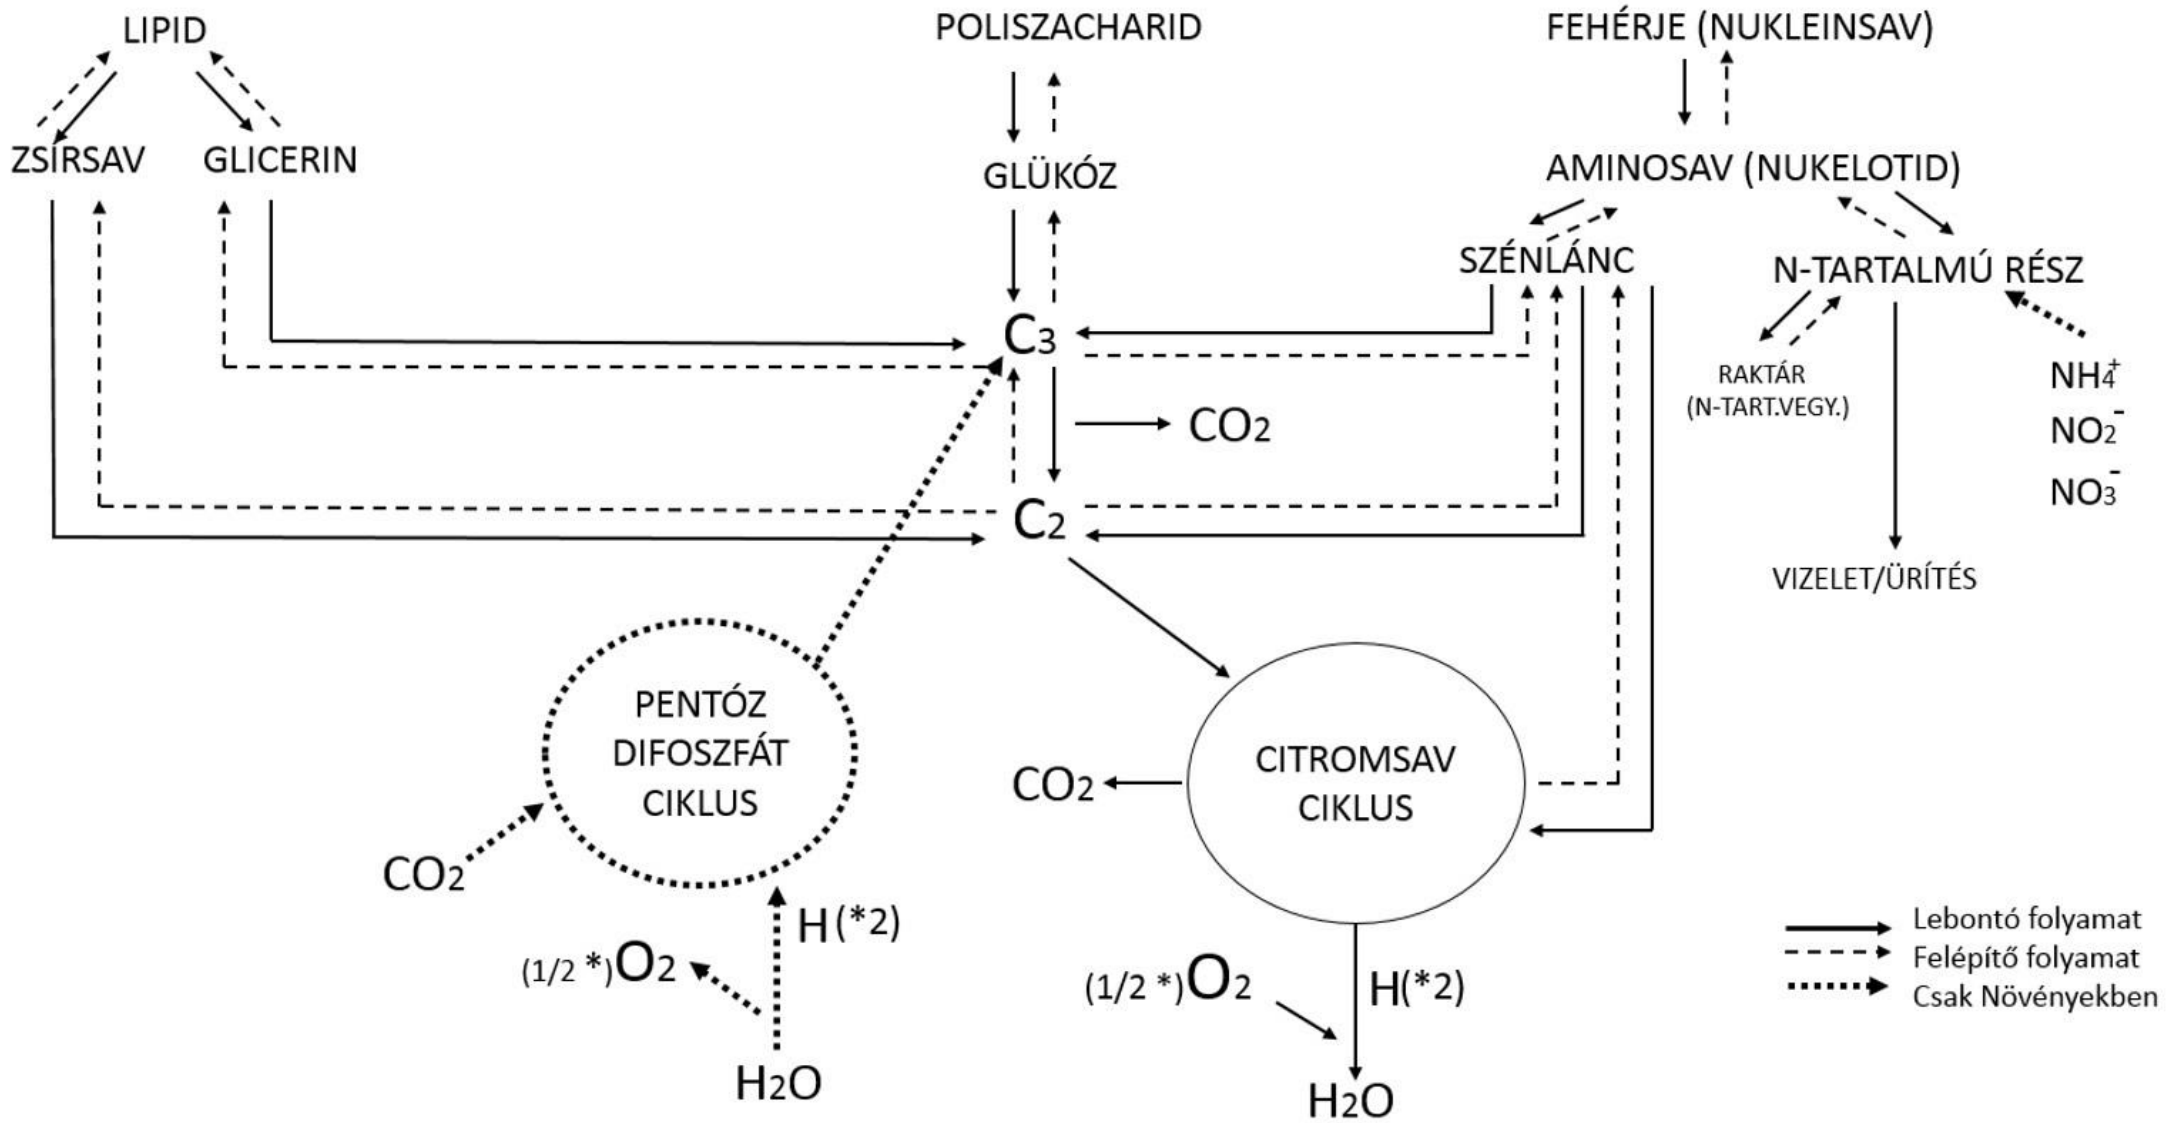 LIPID
POLISZACHARID
FEHÉRJE (NUKLEINSAV)
ZSÍRSAV
GLICERIN
GLÜKÓZ
AMINOSAV (NUKELOTID)
SZÉNLÁNC
N-TARTALMÚ RÉSZ
C3
RAKTÁR
(N-TART.VEGY.)
NH4+
NO2-
NO3-
CO2
C2
VIZELET/ÜRÍTÉS
PENTÓZ
DIFOSZFÁT
CIKLUS
CITROMSAV
CIKLUS
CO2
CO2
H(*2)
(1/2 *)O2
H2O
(1/2 *)O2
H(*2)
H2O
Lebontó folyamat
Felépítő folyamat
Csak Növényekben